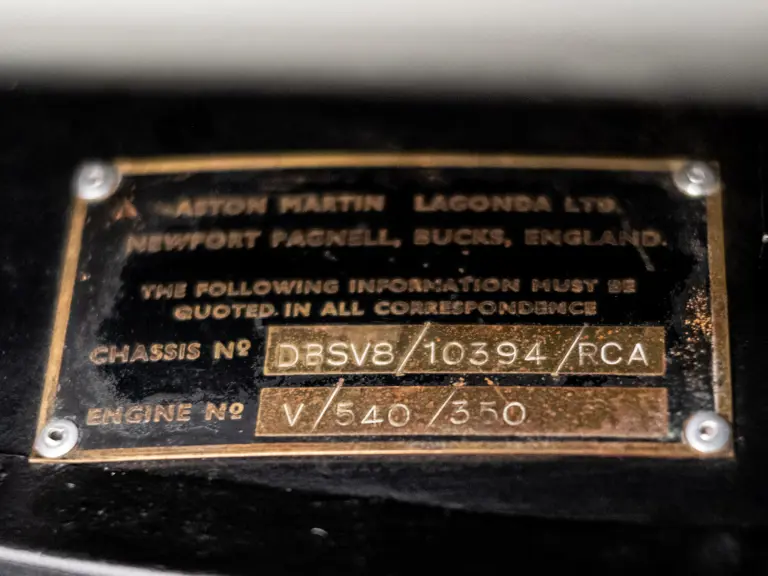 ASTON MARTIN LAGONDA LTD.
NEWPORT PAGNELL, BUCKS, ENGLAND.
THE FOLLOWING INFORMATION MUST BE
QUOTED IN ALL CORRESPONDENCE
CHASSIS Nº DBSV8/10394/RCA
ENGINE Nº V/540/350